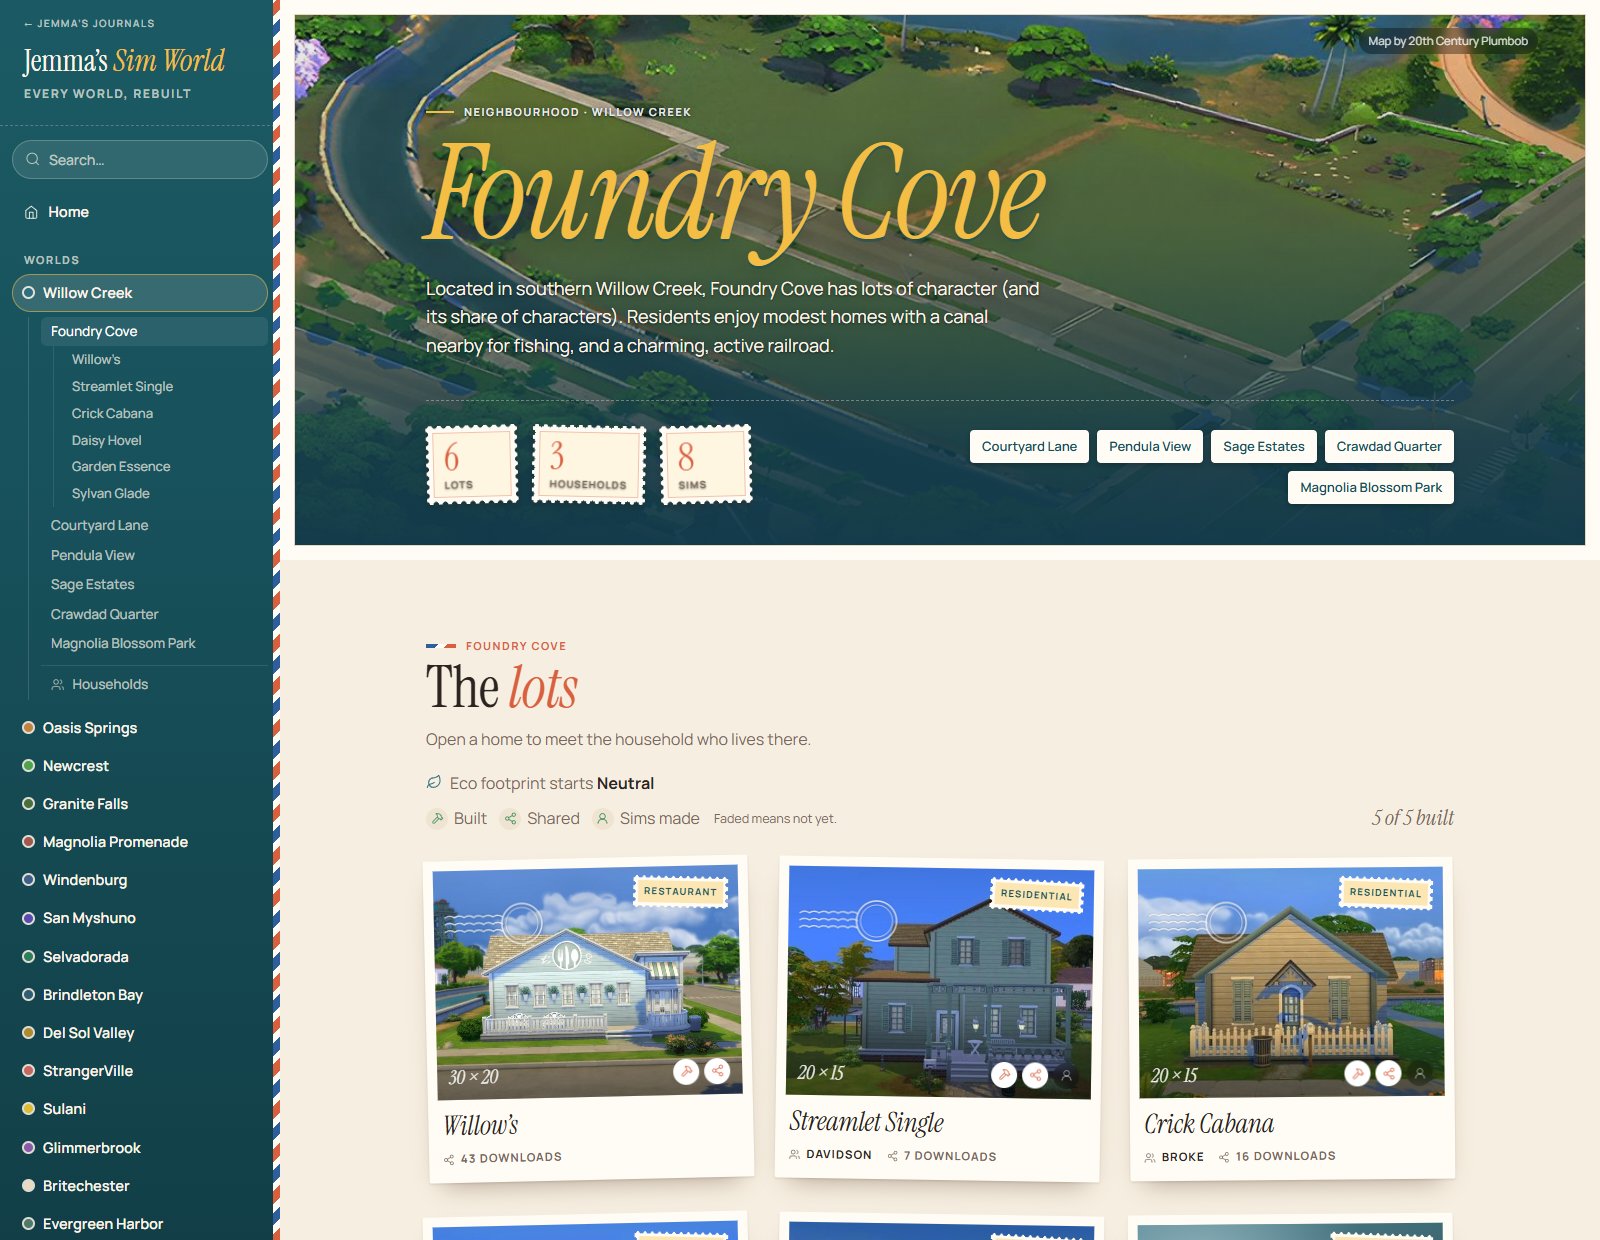 ← JEMMA'S JOURNALS
Jemma's Sim World
EVERY WORLD, REBUILT
Search...
Home
WORLDS
Willow Creek
Foundry Cove
Willow's
Streamlet Single
Crick Cabana
Daisy Hovel
Garden Essence
Sylvan Glade
Courtyard Lane
Pendula View
Sage Estates
Crawdad Quarter
Magnolia Blossom Park
Households
Oasis Springs
Newcrest
Granite Falls
Magnolia Promenade
Windenburg
San Myshuno
Selvadorada
Brindleton Bay
Del Sol Valley
StrangerVille
Sulani
Glimmerbrook
Britechester
Evergreen Harbor
Map by 20th Century Plumbob
NEIGHBOURHOOD · WILLOW CREEK
Foundry Cove
Located in southern Willow Creek, Foundry Cove has lots of character (and
its share of characters). Residents enjoy modest homes with a canal
nearby for fishing, and a charming, active railroad.
6 LOTS
3 HOUSEHOLDS
8 SIMS
Courtyard Lane
Pendula View
Sage Estates
Crawdad Quarter
Magnolia Blossom Park
FOUNDRY COVE
The lots
Open a home to meet the household who lives there.
Eco footprint starts Neutral
Built Shared Sims made Faded means not yet.
5 of 5 built
RESTAURANT
30 × 20
Willow's
43 DOWNLOADS
RESIDENTIAL
20 × 15
Streamlet Single
DAVIDSON 7 DOWNLOADS
RESIDENTIAL
20 × 15
Crick Cabana
BROKE 16 DOWNLOADS